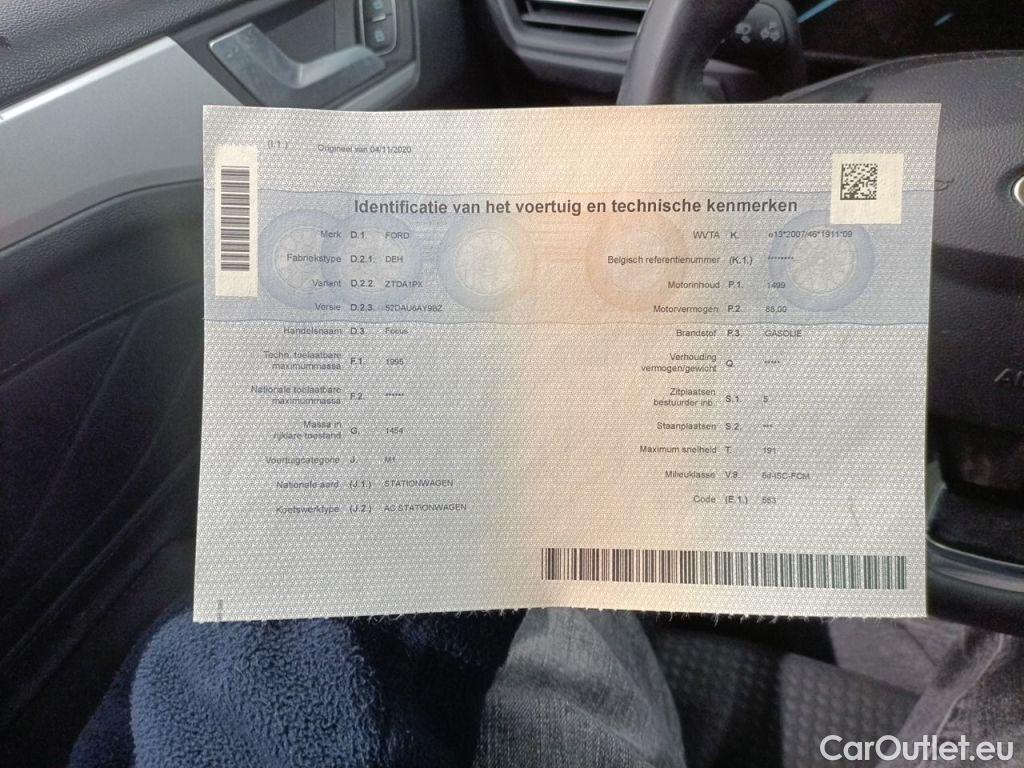 (I.1.) Origineel van 04/11/2020
Identificatie van het voertuig en technische kenmerken
Merk D.1. FORD
Fabriekstype D.2.1. DEH
Variant D.2.2. ZTDA1PX
Versie D.2.3. 52DAU6AY9BZ
Handelsnaam D.3. Focus
Techn. toelaatbare
maximummassa F.1. 1995
Nationale toelaatbare
maximummassa F.2. ******
Massa in
rijklare toestand G. 1454
Voertuigcategorie J. M1
Nationale aard (J.1.) STATIONWAGEN
Koetswerktype (J.2.) AC STATIONWAGEN
WVTA K. e13*2007/46*1911*09
Belgisch referentienummer (K.1.) ********
Motorinhoud P.1. 1499
Motorvermogen P.2. 88,00
Brandstof P.3. GASOLIE
Verhouding
vermogen/gewicht Q. *****
Zitplaatsen
bestuurder inb. S.1. 5
Staanplaatsen S.2. ***
Maximum snelheid T. 191
Milieuklasse V.9. 6d-ISC-FCM
Code (E.1.) 553
CarOutlet.eu